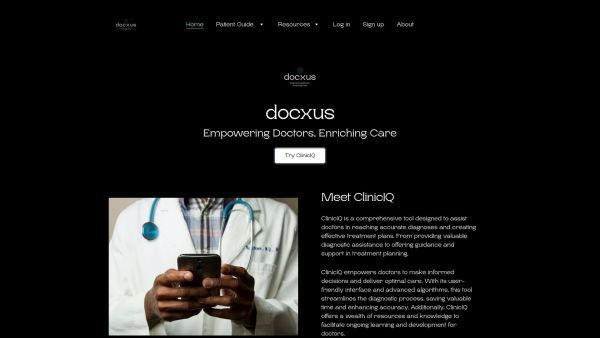 docxus
Home Patient Guide Resources Log in Sign up About
docxus
docxus
Empowering Doctors, Enriching Care
Try ClinicIQ
Meet ClinicIQ
ClinicIQ is a comprehensive tool designed to assist
doctors in reaching accurate diagnoses and creating
effective treatment plans. From providing valuable
diagnostic assistance to offering guidance and
support in treatment planning.
ClinicIQ empowers doctors to make informed
decisions and deliver optimal care. With its user-
friendly interface and advanced algorithms, this tool
streamlines the diagnostic process, saving valuable
time and enhancing accuracy. Additionally, ClinicIQ
offers a wealth of resources and knowledge to
facilitate ongoing learning and development for
doctors.